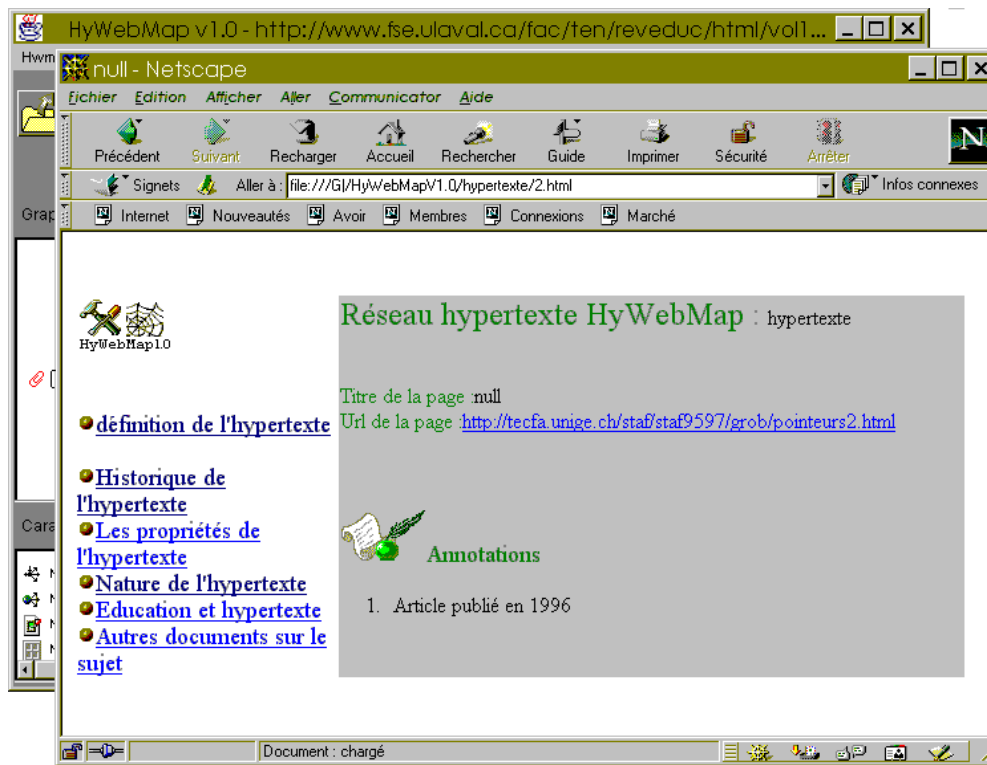 HyWebMap v1.0 - http://www.fse.ulaval.ca/fac/ten/reveduc/html/vol1...
Hwm
null - Netscape
Fichier Edition Afficher Aller Communicator Aide
Précédent Suivant Recharger Accueil Rechercher Guide Imprimer Sécurité Arrêter
N
Signets Aller à : file:///G|/HyWebMapV1.0/hypertexte/2.html Infos connexes
Grap
Internet Nouveautés Avoir Membres Connexions Marché
HyWebMap1.0
Réseau hypertexte HyWebMap : hypertexte
Titre de la page :null
Url de la page :http://tecfa.unige.ch/staf/staf9597/grob/pointeurs2.html
définition de l'hypertexte
Historique de
l'hypertexte
Les propriétés de
l'hypertexte
Nature de l'hypertexte
Education et hypertexte
Autres documents sur le
sujet
Annotations
1. Article publié en 1996
Cara
N
N
N
N
Document : chargé